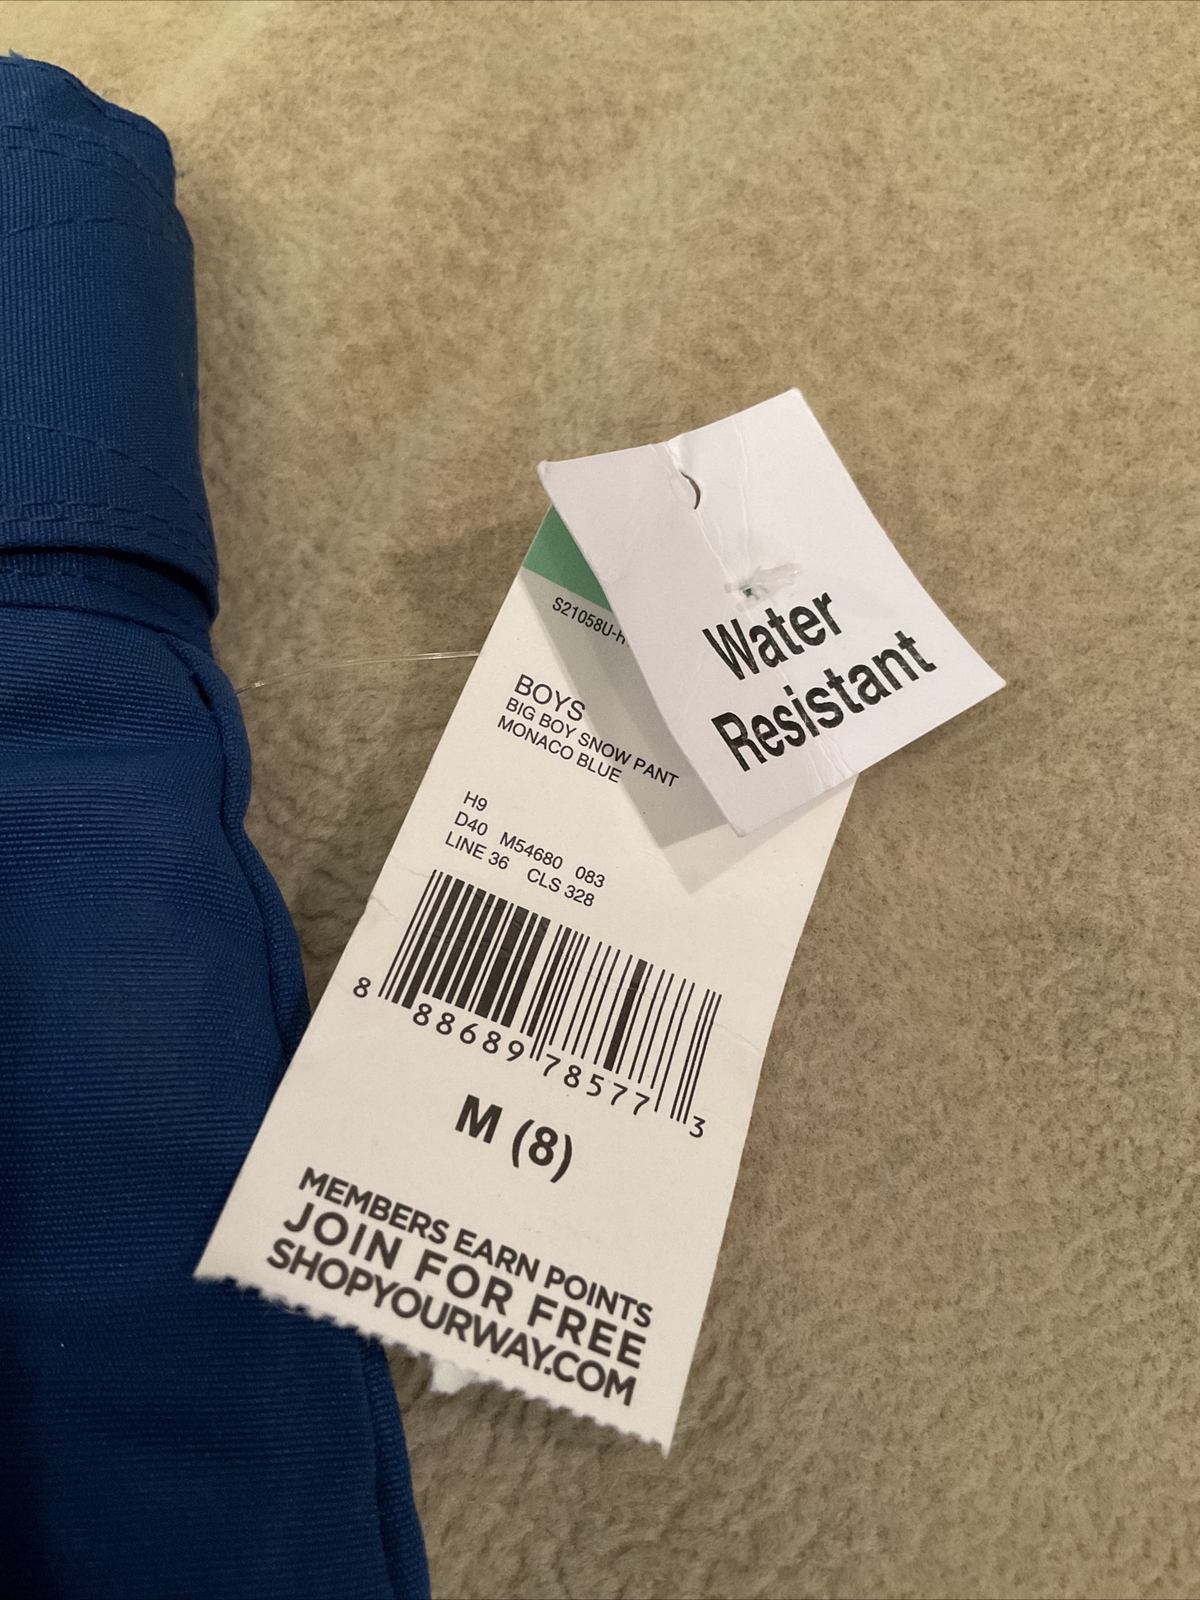 Water
Resistant
S21058U-H
BOYS
BIG BOY SNOW PANT
MONACO BLUE
H9
D40 M54680 083
LINE 36 CLS 328
8 88689 78577 3
M (8)
MEMBERS EARN POINTS
JOIN FOR FREE
SHOPYOURWAY.COM